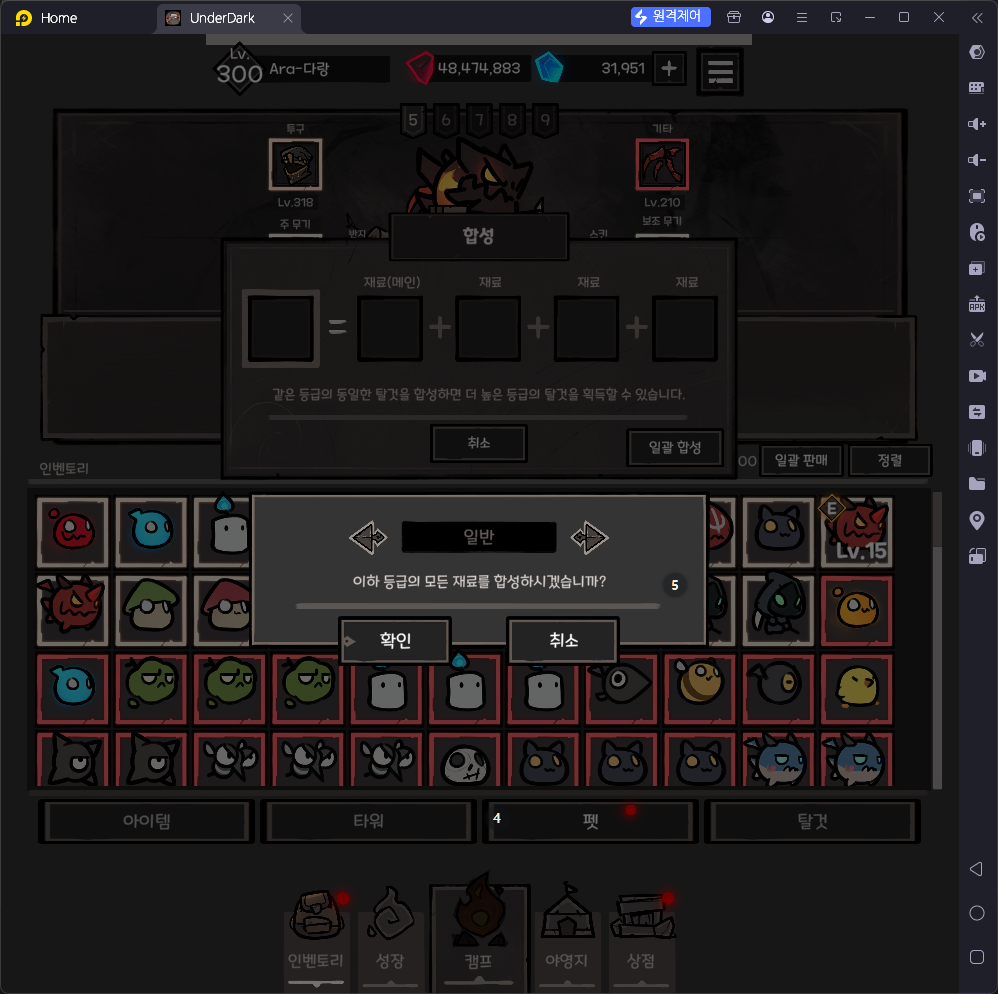 Home
UnderDark
원격제어
Lv.
300
Ara-다랑
48,474,883
31,951
5 6 7 8 9
투구
기타
Lv.318
Lv.210
주 무기
보조 무기
반지
스킨
합성
재료(메인)
재료
재료
재료
= + + +
같은 등급의 동일한 탈것을 합성하면 더 높은 등급의 탈것을 획득할 수 있습니다.
취소
일괄 합성
인벤토리
00
일괄 판매
정렬
E
Lv.15
일반
이하 등급의 모든 재료를 합성하시겠습니까?
5
확인
취소
아이템
타워
4
펫
탈것
인벤토리
성장
캠프
야영지
상점
APK